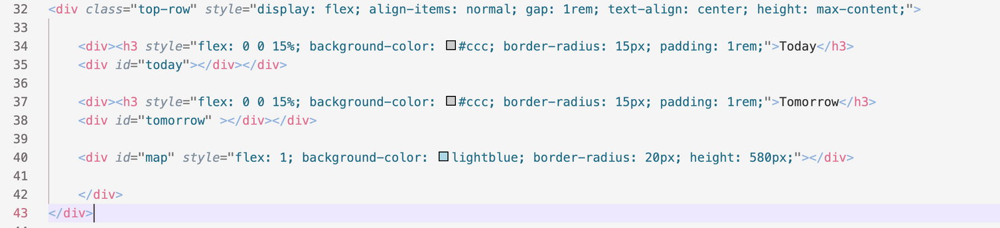 32 <div class="top-row" style="display: flex; align-items: normal; gap: 1rem; text-align: center; height: max-content;">
33
34 <div><h3 style="flex: 0 0 15%; background-color: #ccc; border-radius: 15px; padding: 1rem;">Today</h3>
35 <div id="today"></div></div>
36
37 <div><h3 style="flex: 0 0 15%; background-color: #ccc; border-radius: 15px; padding: 1rem;">Tomorrow</h3>
38 <div id="tomorrow" ></div></div>
39
40 <div id="map" style="flex: 1; background-color: lightblue; border-radius: 20px; height: 580px;"></div>
41
42 </div>
43 </div>